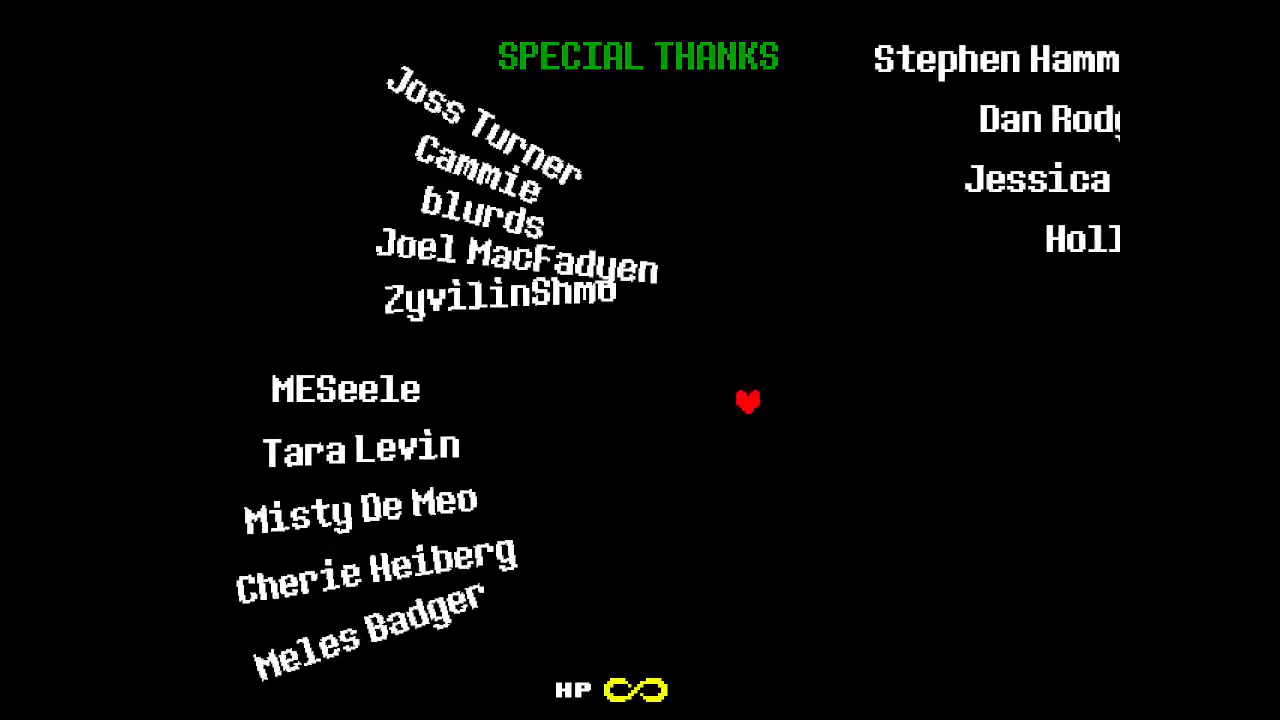 SPECIAL THANKS
Joss Turner
Cammie
blurds
Joel MacFadyen
ZyvilinShmo
MESeele
Tara Levin
Misty De Meo
Cherie Heiberg
Meles Badger
Stephen Hamm
Dan Rod
Jessica
Holl
HP